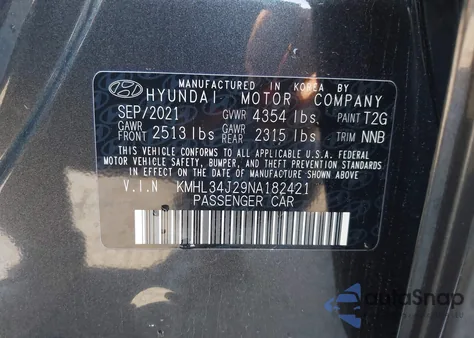 MANUFACTURED IN KOREA BY
HYUNDAI MOTOR COMPANY
SEP/2021 GVWR 4354 lbs. PAINT T2G
GAWR FRONT 2513 lbs GAWR REAR 2315 lbs TRIM NNB
THIS VEHICLE CONFORMS TO ALL APPLICABLE U.S.A. FEDERAL
MOTOR VEHICLE SAFETY, BUMPER, AND THEFT PREVENTION STANDARDS
IN EFFECT ON THE DATE OF MANUFACTURE SHOWN ABOVE.
V.I.N KMHL34J29NA182421
PASSENGER CAR
autoSnap